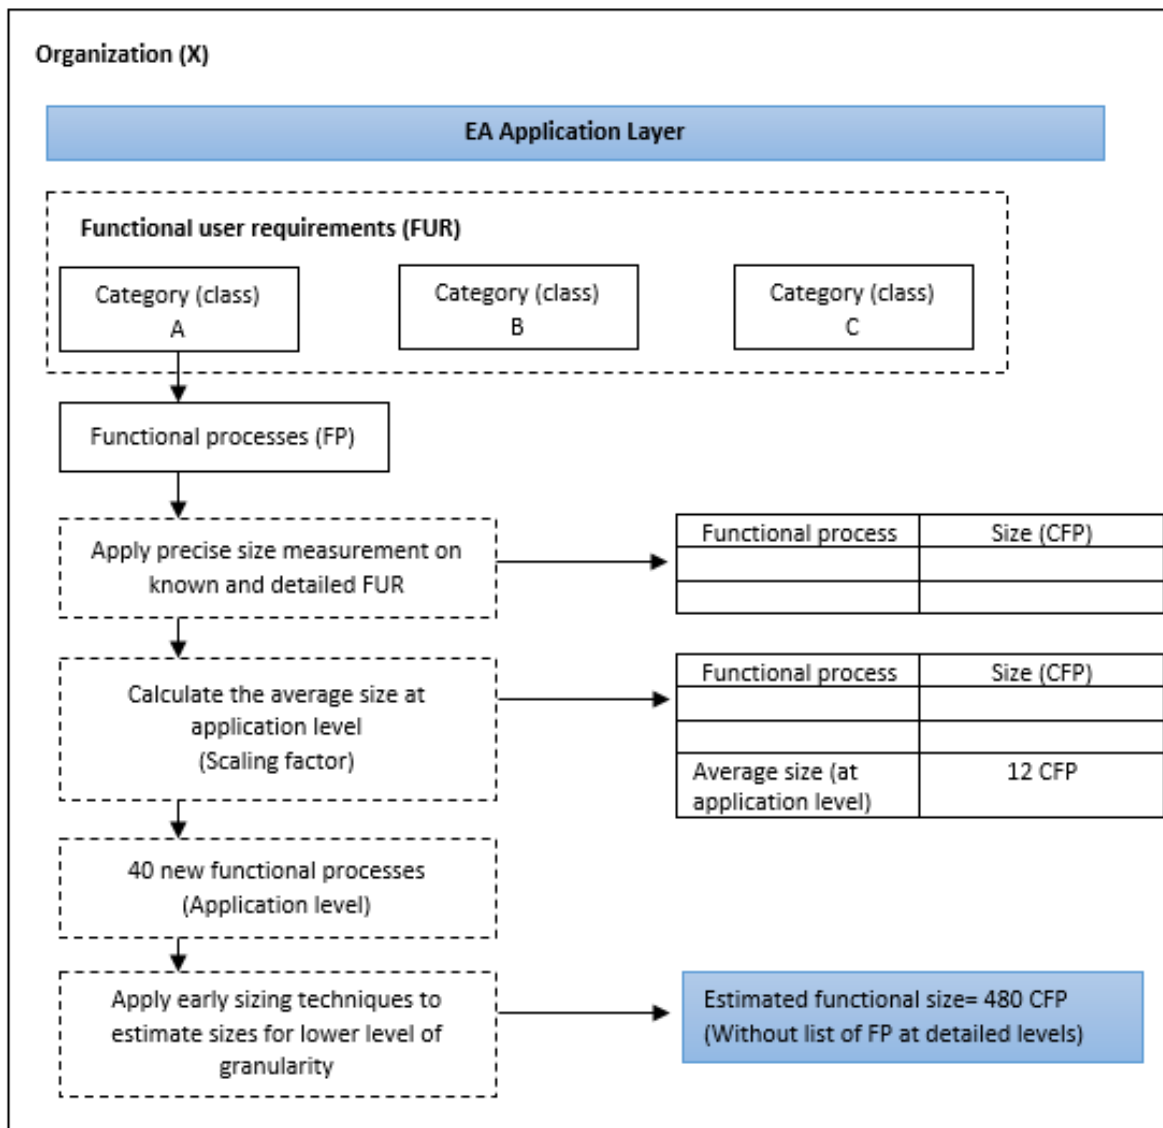 Organization (X)
EA Application Layer
Functional user requirements (FUR)
Category (class)
A
Category (class)
B
Category (class)
C
Functional processes (FP)
Apply precise size measurement on
known and detailed FUR
Functional process Size (CFP)
Calculate the average size at
application level
(Scaling factor)
Functional process Size (CFP)
Average size (at 12 CFP
application level)
40 new functional processes
(Application level)
Apply early sizing techniques to
estimate sizes for lower level of
granularity
Estimated functional size= 480 CFP
(Without list of FP at detailed levels)